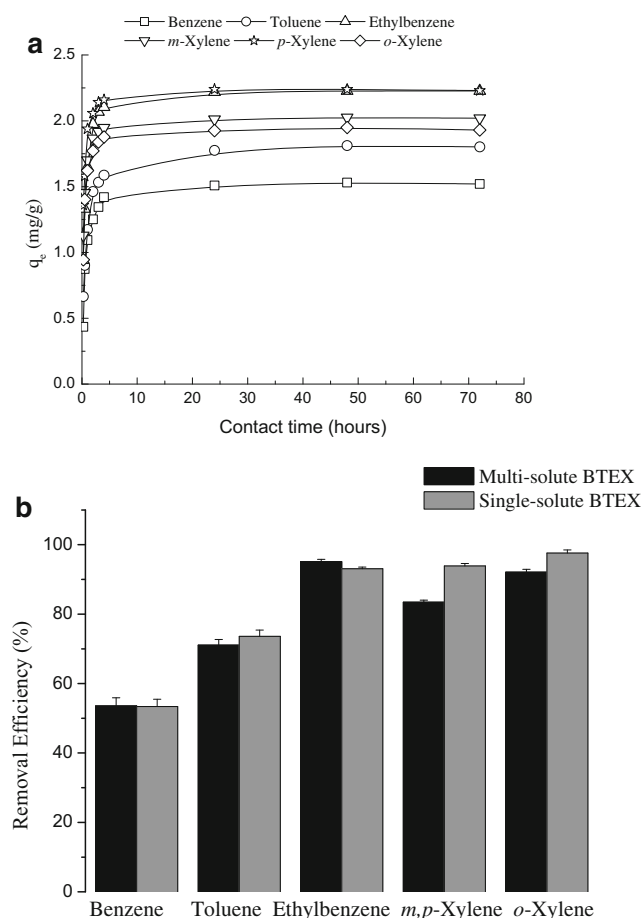 a
Benzene Toluene Ethylbenzene
m-Xylene p-Xylene o-Xylene
2.5
2.0
1.5
1.0
0.5
0.0
qe (mg/g)
0 10 20 30 40 50 60 70 80
Contact time (hours)
b
Multi-solute BTEX
Single-solute BTEX
100
80
60
40
20
0
Removal Efficiency (%)
Benzene Toluene Ethylbenzene m,p-Xylene o-Xylene